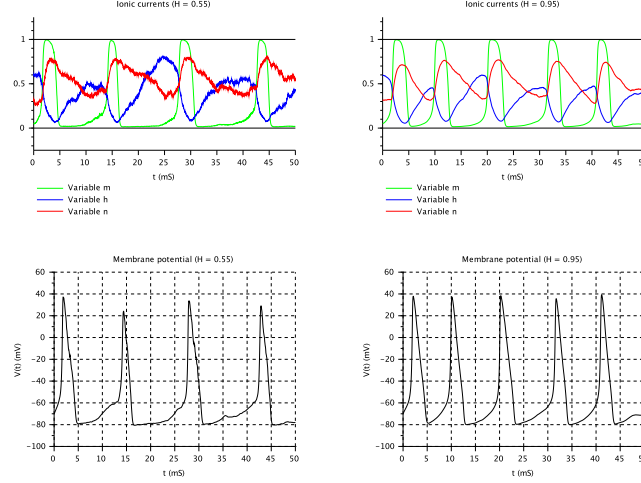 Ionic currents (H = 0.55)
Ionic currents (H = 0.95)
1
0.5
0
0 5 10 15 20 25 30 35 40 45 50
t (mS)
Variable m
Variable h
Variable n
1
0.5
0
0 5 10 15 20 25 30 35 40 45 50
t (mS)
Variable m
Variable h
Variable n
Membrane potential (H = 0.55)
60
40
20
0
−20
−40
−60
−80
−100
V(t) (mV)
0 5 10 15 20 25 30 35 40 45 50
t (mS)
Membrane potential (H = 0.95)
60
40
20
0
−20
−40
−60
−80
−100
V(t) (mV)
0 5 10 15 20 25 30 35 40 45 50
t (mS)